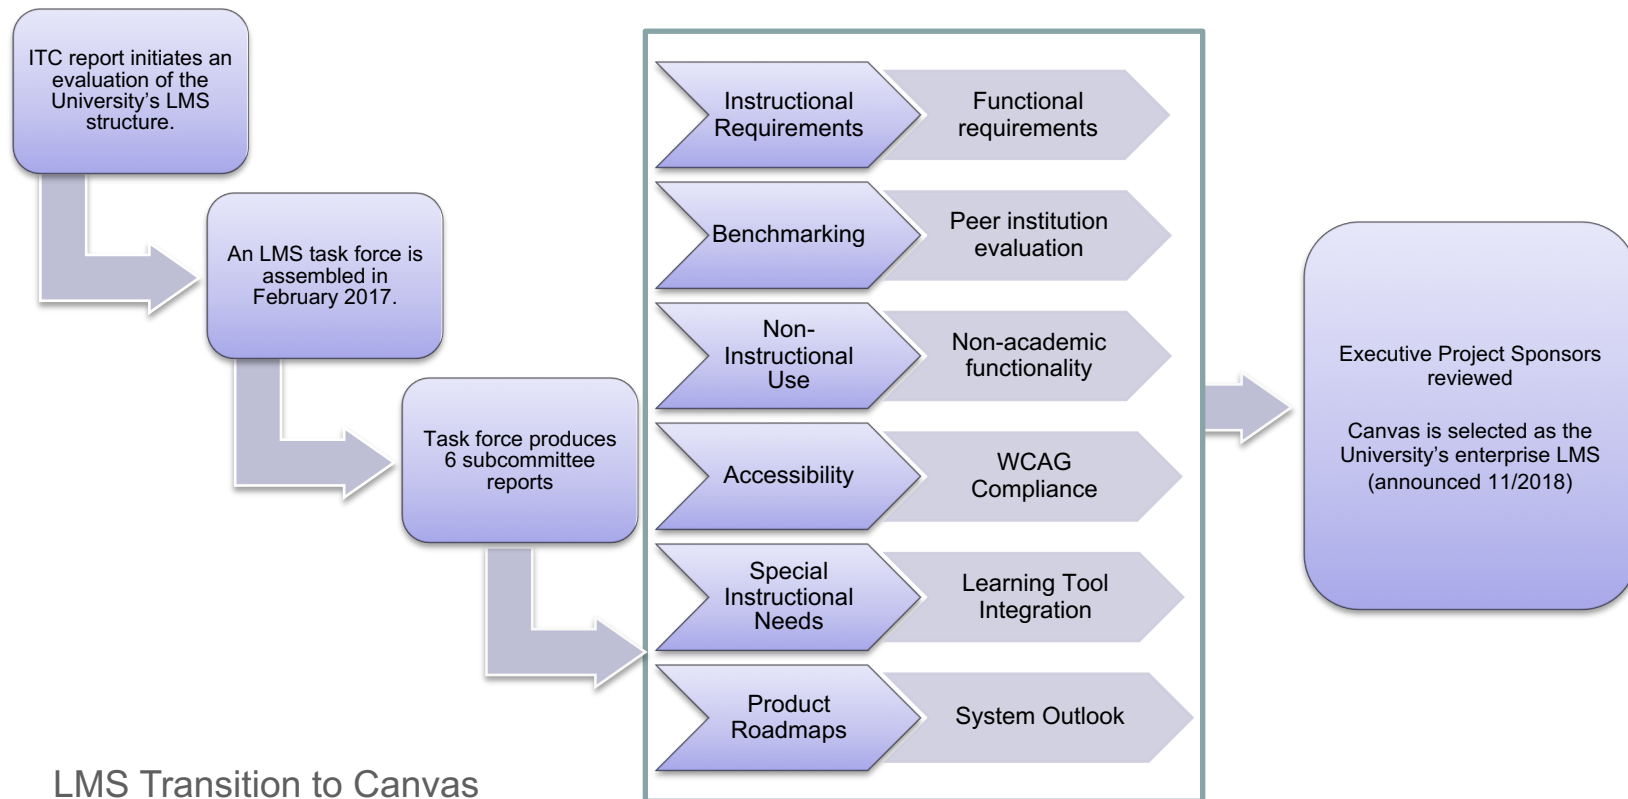 ITC report initiates an
evaluation of the
University's LMS
structure.
An LMS task force is
assembled in
February 2017.
Task force produces
6 subcommittee
reports
Instructional
Requirements
Functional
requirements
Benchmarking
Peer institution
evaluation
Non-
Instructional
Use
Non-academic
functionality
Accessibility
WCAG
Compliance
Special
Instructional
Needs
Learning Tool
Integration
Product
Roadmaps
System Outlook
Executive Project Sponsors
reviewed
Canvas is selected as the
University's enterprise LMS
(announced 11/2018)
LMS Transition to Canvas